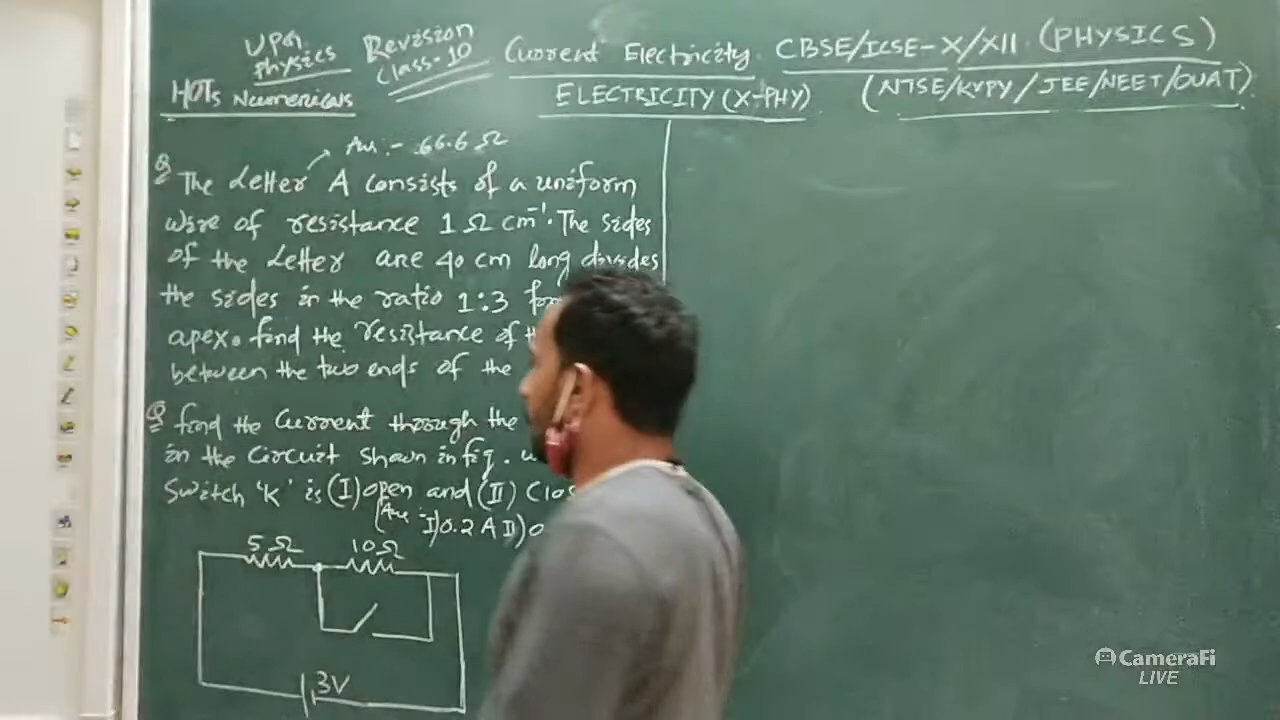 UPON Physics
Revision Class-10
Current Electricity
CBSE/ICSE-X/XII (PHYSICS)
HOTs Numericals
ELECTRICITY (X-PHY)
(NTSE/KVPY/JEE/NEET/OUAT)
Ans:- 66.6 Ω
Q The Letter A consists of a uniform
wire of resistance 1 Ω cm⁻¹. The sides
of the Letter are 40 cm long divides
the sides in the ratio 1:3
apex. find the resistance of
between the two ends of the
Q find the Current through the
in the Circuit shown in fig.
Switch 'K' is (I) open and (II)
(Ans:- I) 0.2 A II)
5 Ω 10 Ω
3V
CameraFi
LIVE